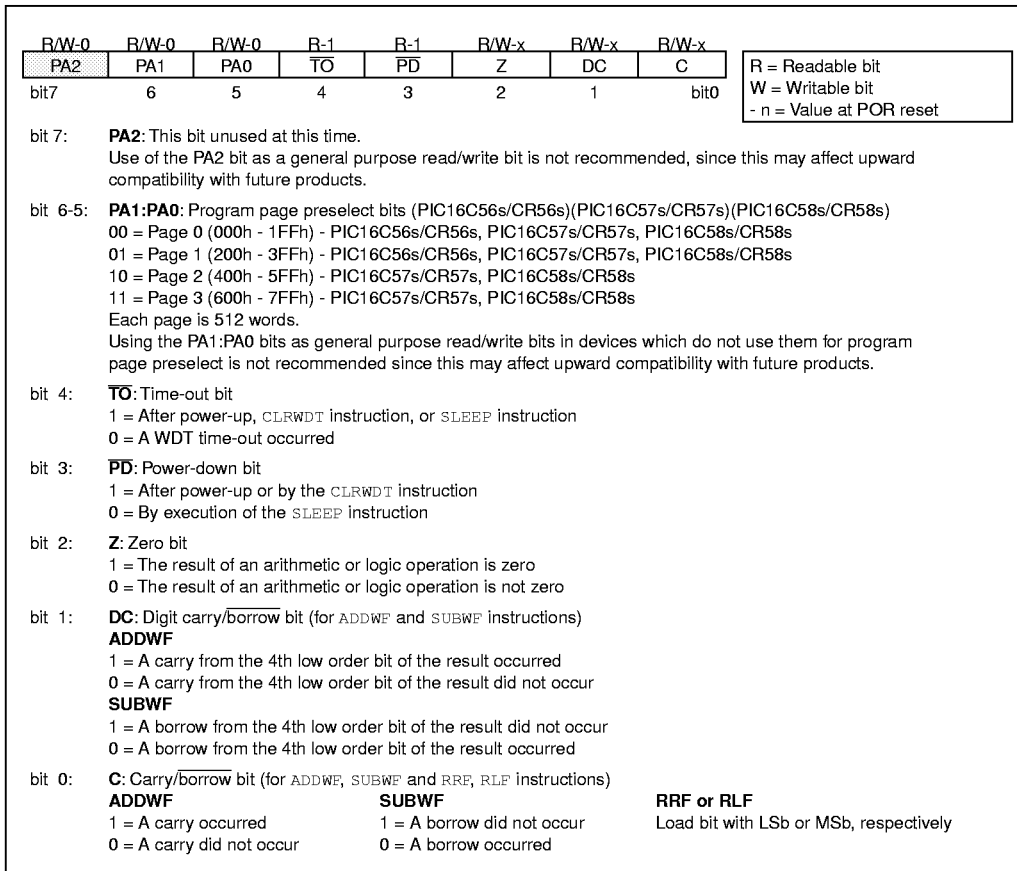 R/W-0 R/W-0 R/W-0 R-1 R-1 R/W-x R/W-x R/W-x
PA2 PA1 PA0 T̅O̅ P̅D̅ Z DC C
bit7 6 5 4 3 2 1 bit0
R = Readable bit
W = Writable bit
- n = Value at POR reset
bit 7: PA2: This bit unused at this time.
Use of the PA2 bit as a general purpose read/write bit is not recommended, since this may affect upward
compatibility with future products.
bit 6-5: PA1:PA0: Program page preselect bits (PIC16C56s/CR56s)(PIC16C57s/CR57s)(PIC16C58s/CR58s)
00 = Page 0 (000h - 1FFh) - PIC16C56s/CR56s, PIC16C57s/CR57s, PIC16C58s/CR58s
01 = Page 1 (200h - 3FFh) - PIC16C56s/CR56s, PIC16C57s/CR57s, PIC16C58s/CR58s
10 = Page 2 (400h - 5FFh) - PIC16C57s/CR57s, PIC16C58s/CR58s
11 = Page 3 (600h - 7FFh) - PIC16C57s/CR57s, PIC16C58s/CR58s
Each page is 512 words.
Using the PA1:PA0 bits as general purpose read/write bits in devices which do not use them for program
page preselect is not recommended since this may affect upward compatibility with future products.
bit 4: T̅O̅: Time-out bit
1 = After power-up, CLRWDT instruction, or SLEEP instruction
0 = A WDT time-out occurred
bit 3: P̅D̅: Power-down bit
1 = After power-up or by the CLRWDT instruction
0 = By execution of the SLEEP instruction
bit 2: Z: Zero bit
1 = The result of an arithmetic or logic operation is zero
0 = The result of an arithmetic or logic operation is not zero
bit 1: DC: Digit carry/b̅o̅r̅r̅o̅w̅ bit (for ADDWF and SUBWF instructions)
ADDWF
1 = A carry from the 4th low order bit of the result occurred
0 = A carry from the 4th low order bit of the result did not occur
SUBWF
1 = A borrow from the 4th low order bit of the result did not occur
0 = A borrow from the 4th low order bit of the result occurred
bit 0: C: Carry/b̅o̅r̅r̅o̅w̅ bit (for ADDWF, SUBWF and RRF, RLF instructions)
ADDWF SUBWF RRF or RLF
1 = A carry occurred 1 = A borrow did not occur Load bit with LSb or MSb, respectively
0 = A carry did not occur 0 = A borrow occurred